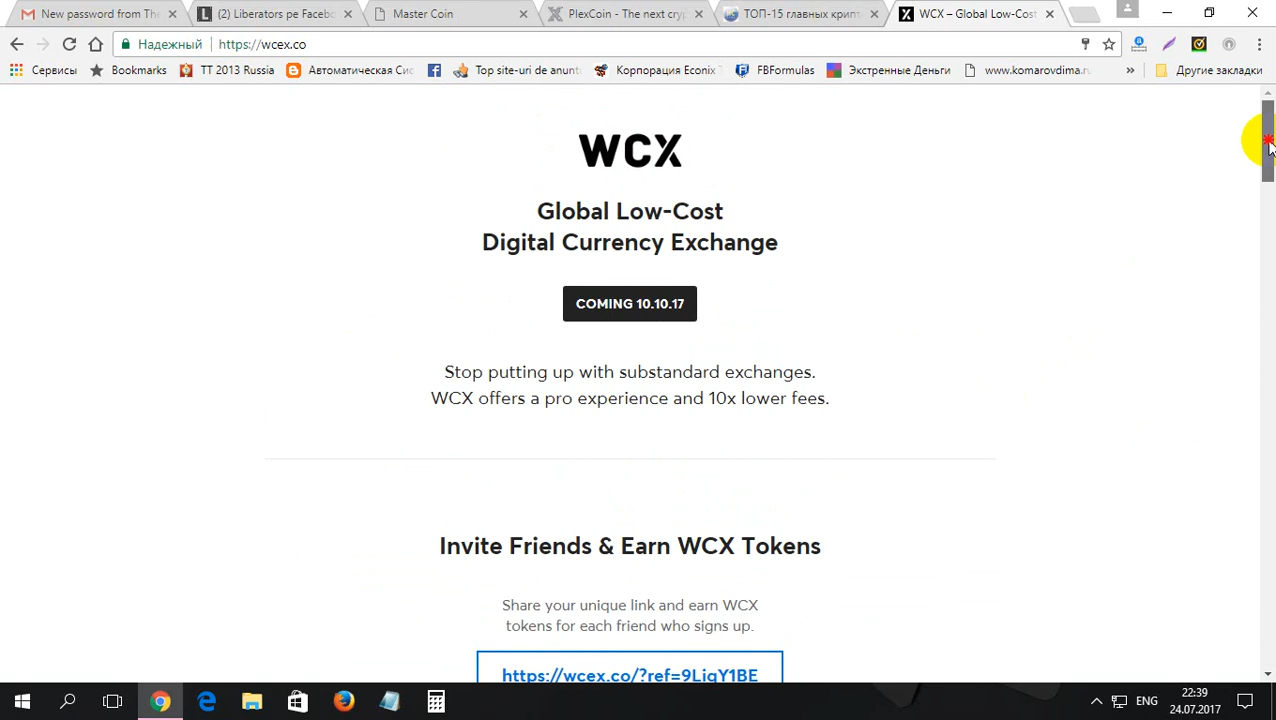 New password from The
(2) Liberators pe Facebo
Master Coin
PlexCoin - The next cryp
ТОП-15 главных крипт
WCX – Global Low-Cost
Надежный
https://wcex.co
Сервисы
Bookmarks
TT 2013 Russia
Автоматическая Сис
Top site-uri de anunt
Корпорация Econix
FBFormulas
Экстренные Деньги
www.komarovdima.ru
Другие закладки
WCX
Global Low-Cost
Digital Currency Exchange
COMING 10.10.17
Stop putting up with substandard exchanges.
WCX offers a pro experience and 10x lower fees.
Invite Friends & Earn WCX Tokens
Share your unique link and earn WCX
tokens for each friend who signs up.
https://wcex.co/?ref=9LiqY1BE
ENG
22:39
24.07.2017